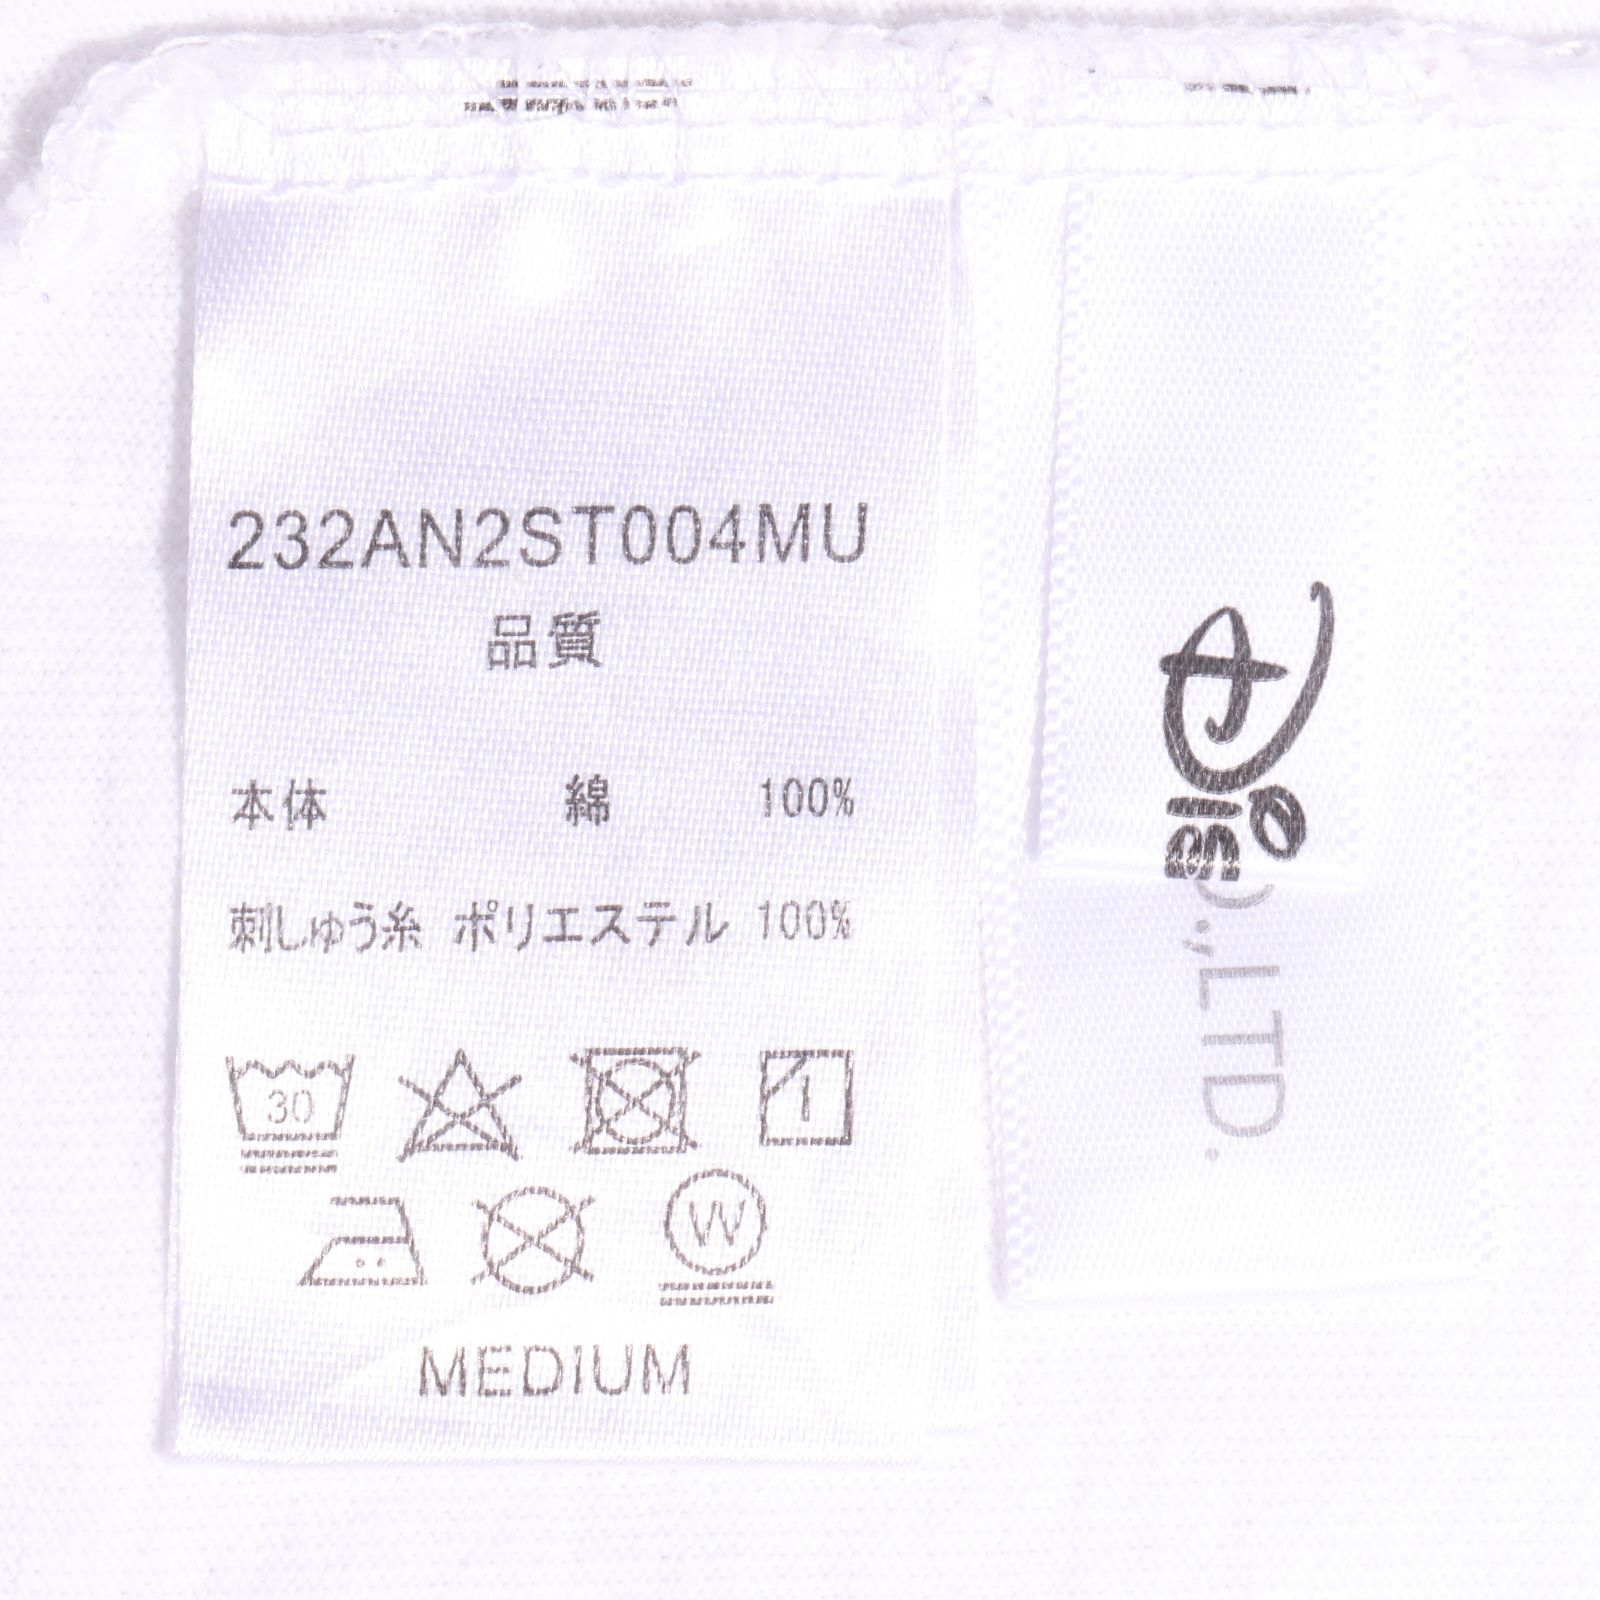 232AN2ST004MU
品質
本体 綿 100%
刺しゅう糸 ポリエステル 100%
30
W
MEDIUM
.,LTD.